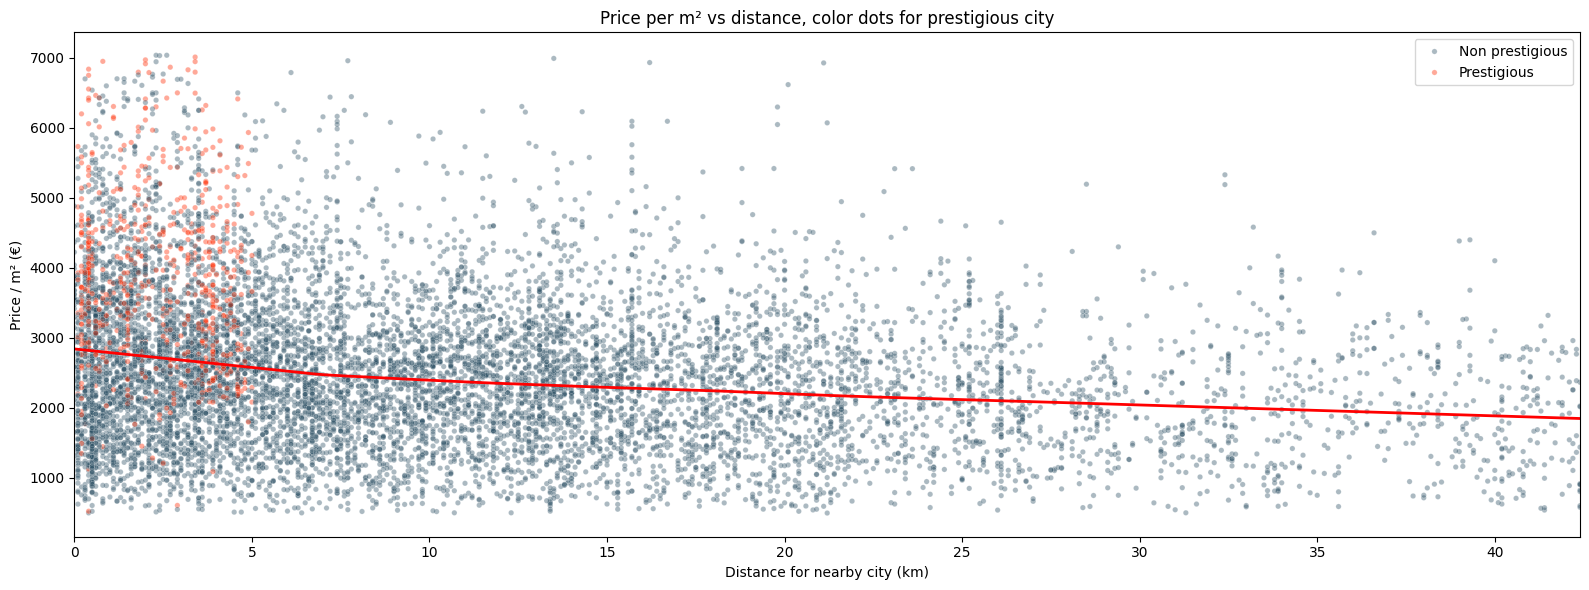 Price per m² vs distance, color dots for prestigious city
Non prestigious
Prestigious
Price / m² (€)
7000
6000
5000
4000
3000
2000
1000
0 5 10 15 20 25 30 35 40
Distance for nearby city (km)